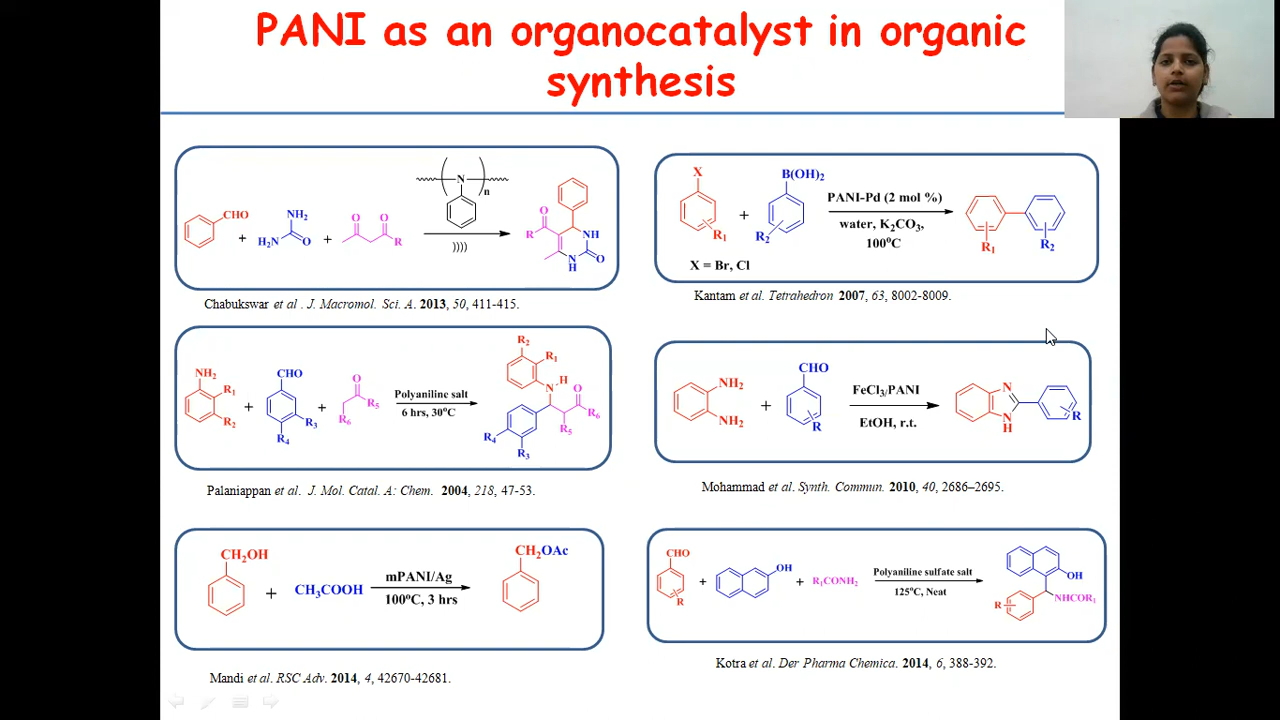 PANI as an organocatalyst in organic
synthesis
CHO
+
NH2
H2N
O
+
O O
R
N
n
))))
O
R
NH
N
H
O
Chabukswar et al . J. Macromol. Sci. A. 2013, 50, 411-415.
X
R1
+
B(OH)2
R2
X = Br, Cl
PANI-Pd (2 mol %)
water, K2CO3,
100°C
R1
R2
Kantam et al. Tetrahedron 2007, 63, 8002-8009.
NH2
R1
R2
+
CHO
R3
R4
+
O
R5
R6
Polyaniline salt
6 hrs, 30°C
R2
R1
N H
O
R6
R5
R4
R3
Palaniappan et al. J. Mol. Catal. A: Chem. 2004, 218, 47-53.
NH2
NH2
+
CHO
R
FeCl3/PANI
EtOH, r.t.
N
N
H
R
Mohammad et al. Synth. Commun. 2010, 40, 2686–2695.
CH2OH
+
CH3COOH
mPANI/Ag
100°C, 3 hrs
CH2OAc
Mandi et al. RSC Adv. 2014, 4, 42670-42681.
CHO
R
+
OH
+
R1CONH2
Polyaniline sulfate salt
125°C, Neat
OH
NHCOR1
R
Kotra et al. Der Pharma Chemica. 2014, 6, 388-392.